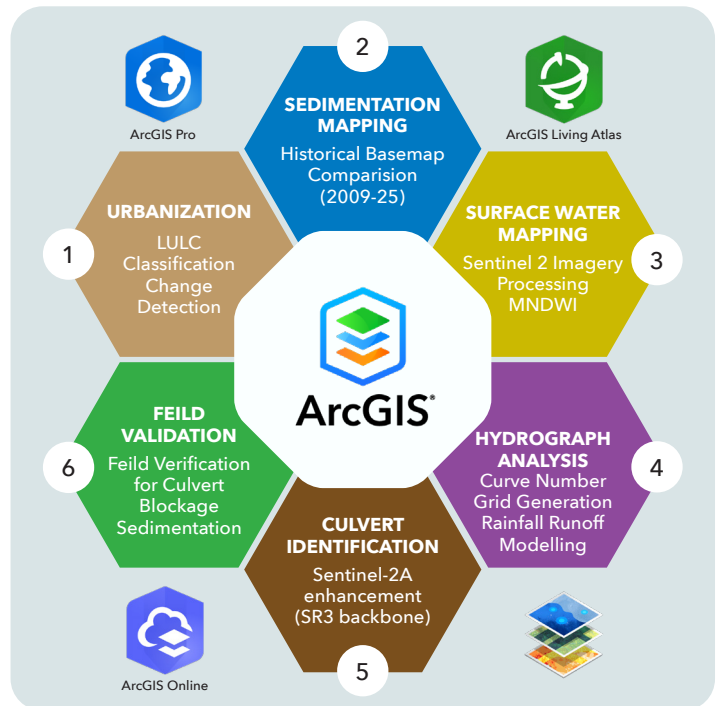 ArcGIS Pro
ArcGIS Living Atlas
1
URBANIZATION
LULC
Classification
Change
Detection
2
SEDIMENTATION
MAPPING
Historical Basemap
Comparision
(2009-25)
3
SURFACE WATER
MAPPING
Sentinel 2 Imagery
Processing
MNDWI
ArcGIS®
4
HYDROGRAPH
ANALYSIS
Curve Number
Grid Generation
Rainfall Runoff
Modelling
5
CULVERT
IDENTIFICATION
Sentinel-2A
enhancement
(SR3 backbone)
6
FEILD
VALIDATION
Feild Verification
for Culvert
Blockage
Sedimentation
ArcGIS Online